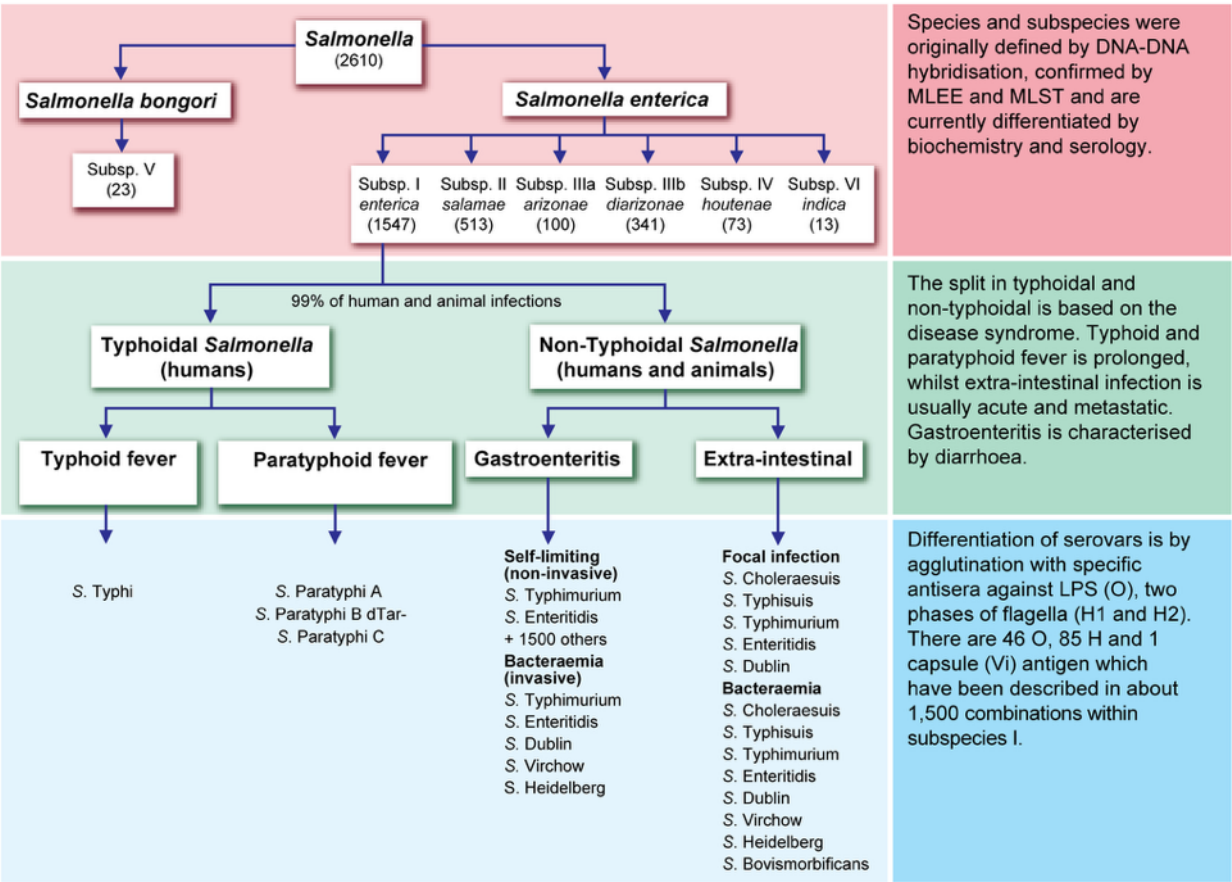 Salmonella
(2610)
Salmonella bongori
Salmonella enterica
Subsp. V
(23)
Subsp. I
enterica
(1547)
Subsp. II
salamae
(513)
Subsp. IIIa
arizonae
(100)
Subsp. IIIb
diarizonae
(341)
Subsp. IV
houtenae
(73)
Subsp. VI
indica
(13)
Species and subspecies were
originally defined by DNA-DNA
hybridisation, confirmed by
MLEE and MLST and are
currently differentiated by
biochemistry and serology.
99% of human and animal infections
Typhoidal Salmonella
(humans)
Non-Typhoidal Salmonella
(humans and animals)
Typhoid fever
Paratyphoid fever
Gastroenteritis
Extra-intestinal
The split in typhoidal and
non-typhoidal is based on the
disease syndrome. Typhoid and
paratyphoid fever is prolonged,
whilst extra-intestinal infection is
usually acute and metastatic.
Gastroenteritis is characterised
by diarrhoea.
S. Typhi
S. Paratyphi A
S. Paratyphi B dTar-
S. Paratyphi C
Self-limiting
(non-invasive)
S. Typhimurium
S. Enteritidis
+ 1500 others
Bacteraemia
(invasive)
S. Typhimurium
S. Enteritidis
S. Dublin
S. Virchow
S. Heidelberg
Focal infection
S. Choleraesuis
S. Typhisuis
S. Typhimurium
S. Enteritidis
S. Dublin
Bacteraemia
S. Choleraesuis
S. Typhisuis
S. Typhimurium
S. Enteritidis
S. Dublin
S. Virchow
S. Heidelberg
S. Bovismorbificans
Differentiation of serovars is by
agglutination with specific
antisera against LPS (O), two
phases of flagella (H1 and H2).
There are 46 O, 85 H and 1
capsule (Vi) antigen which
have been described in about
1,500 combinations within
subspecies I.